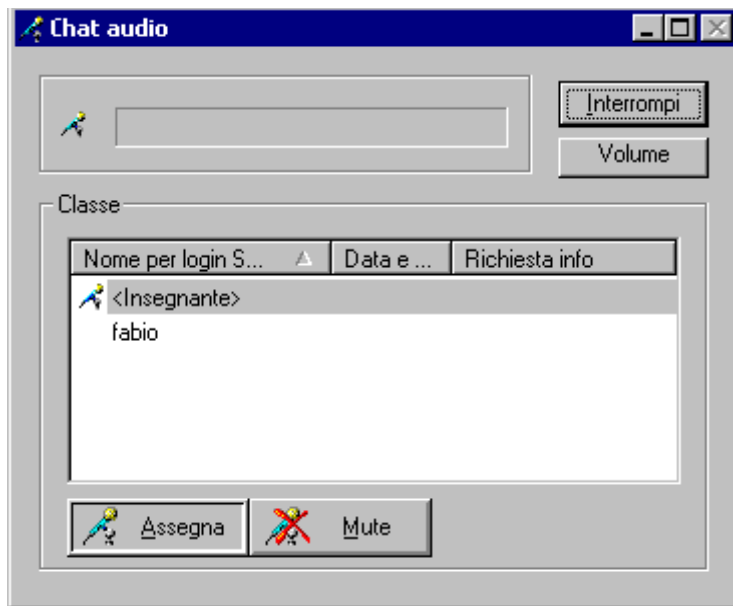 Chat audio
Interrompi
Volume
Classe
Nome per login S... Data e ... Richiesta info
<Insegnante>
fabio
Assegna Mute